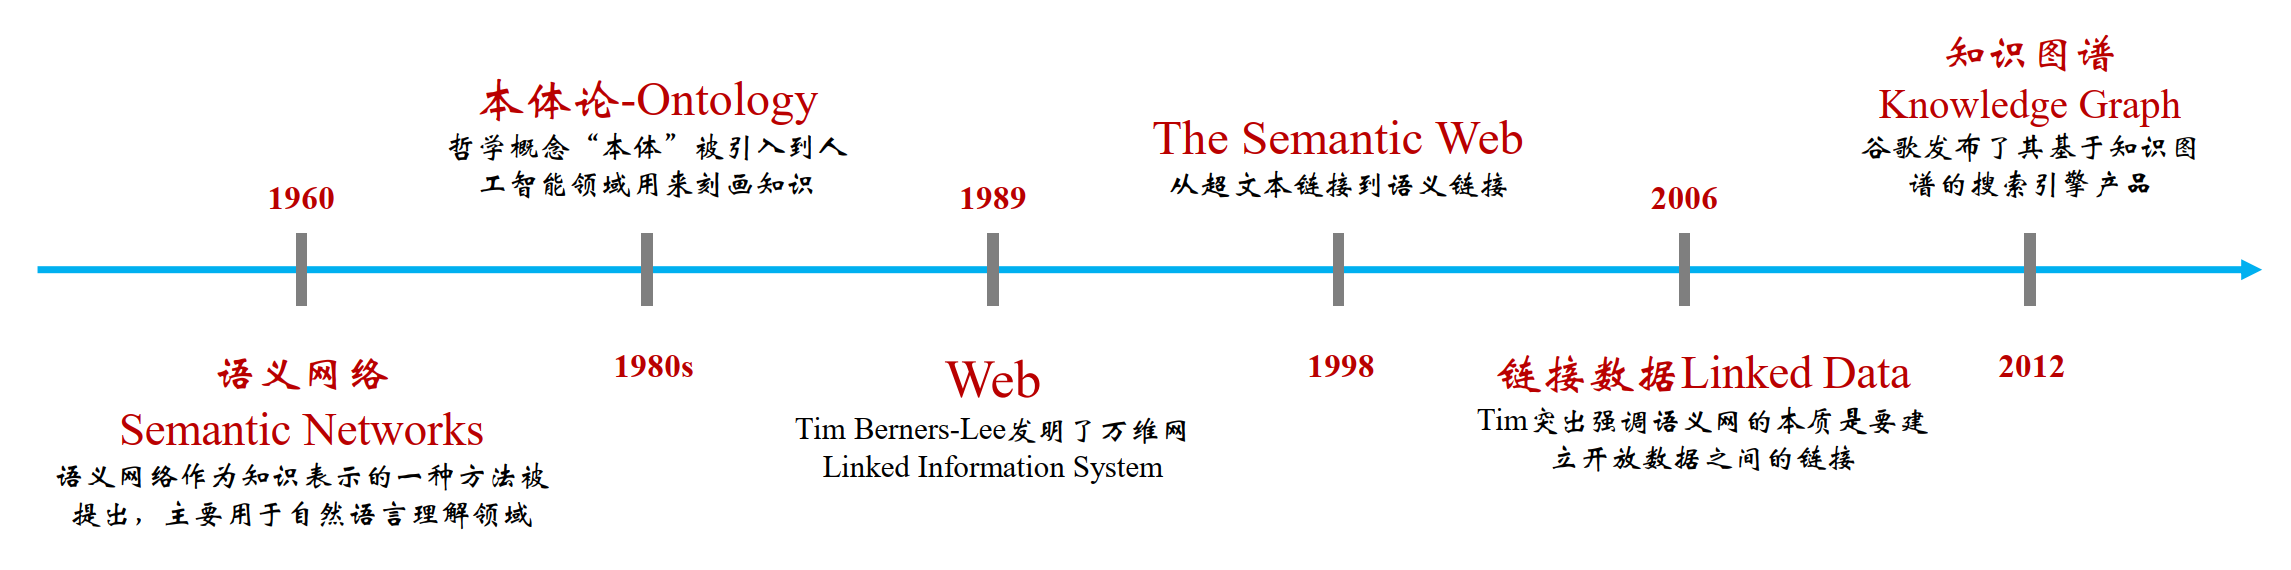 1960
语义网络
Semantic Networks
语义网络作为知识表示的一种方法被
提出，主要用于自然语言理解领域
本体论-Ontology
哲学概念“本体”被引入到人
工智能领域用来刻画知识
1980s
1989
Web
Tim Berners-Lee发明了万维网
Linked Information System
The Semantic Web
从超文本链接到语义链接
1998
2006
链接数据Linked Data
Tim突出强调语义网的本质是要建
立开放数据之间的链接
知识图谱
Knowledge Graph
谷歌发布了其基于知识图
谱的搜索引擎产品
2012